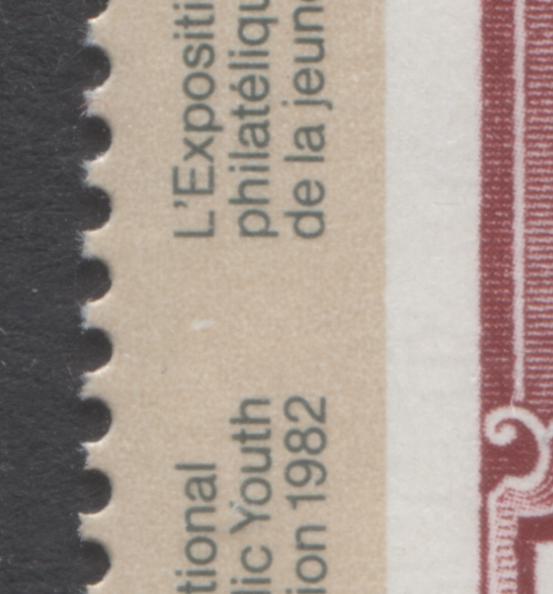 L'Expositi
philatéliqu
de la jeun
tional
lic Youth
ion 1982